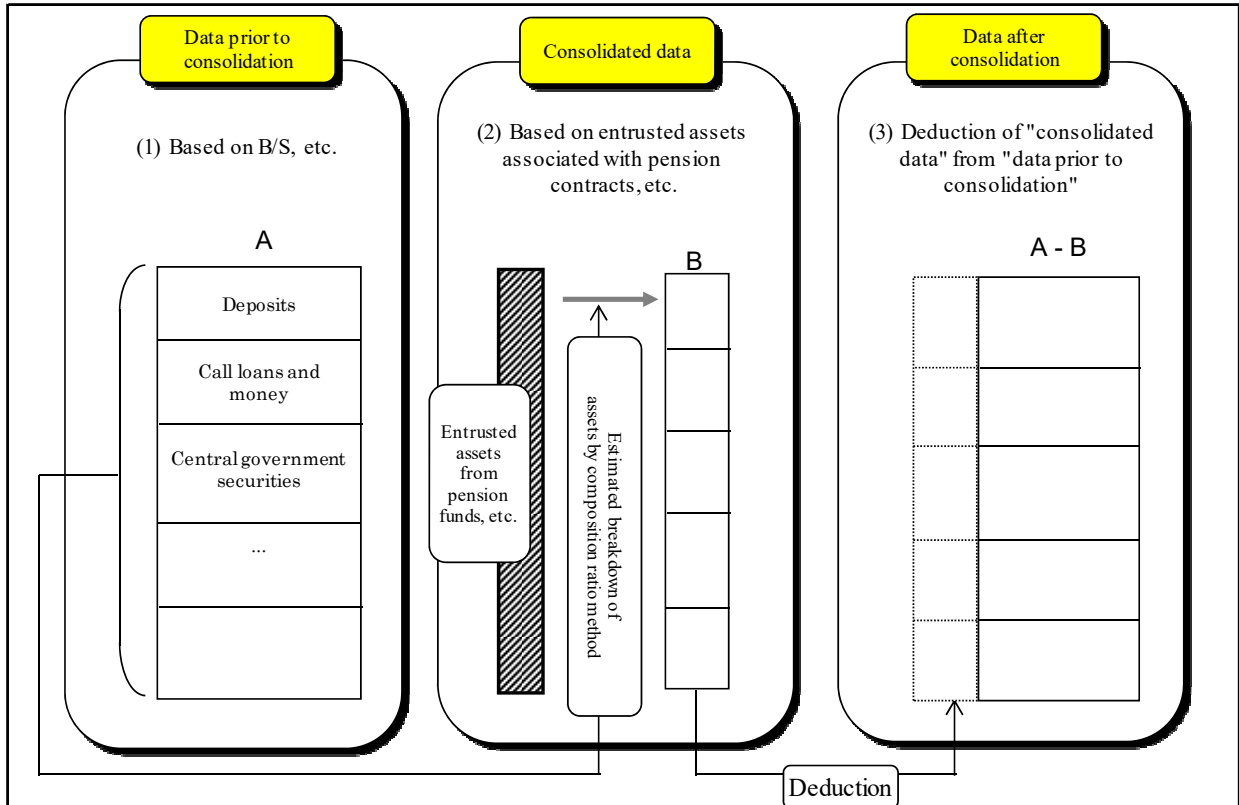 Data prior to
consolidation
(1) Based on B/S, etc.
A
Deposits
Call loans and
money
Central government
securities
...
Consolidated data
(2) Based on entrusted assets
associated with pension
contracts, etc.
B
Entrusted
assets
from
pension
funds, etc.
Estimated breakdown of
assets by composition ratio method
Data after
consolidation
(3) Deduction of "consolidated
data" from "data prior to
consolidation"
A - B
Deduction